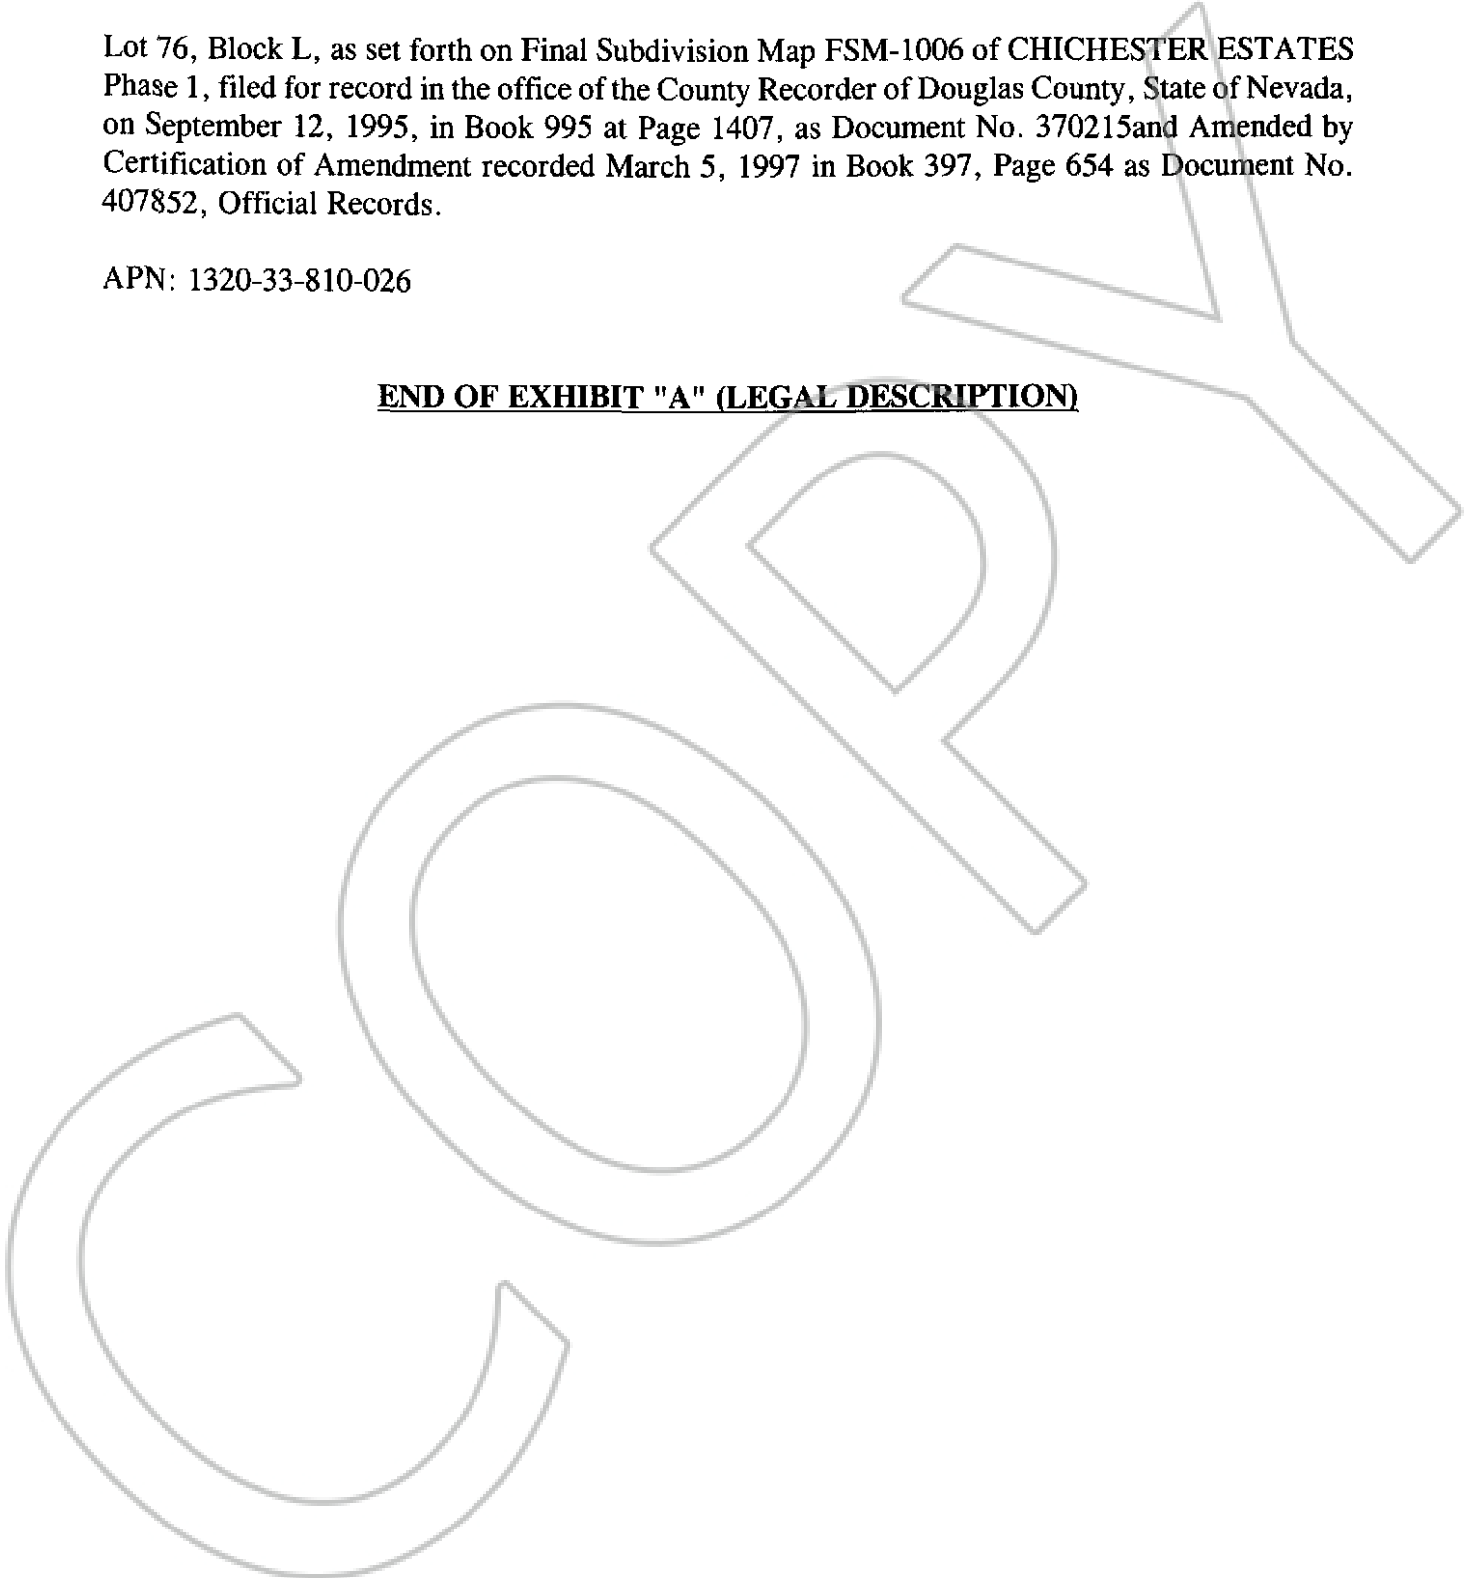 Lot 76, Block L, as set forth on Final Subdivision Map FSM-1006 of CHICHESTER ESTATES
Phase 1, filed for record in the office of the County Recorder of Douglas County, State of Nevada,
on September 12, 1995, in Book 995 at Page 1407, as Document No. 370215and Amended by
Certification of Amendment recorded March 5, 1997 in Book 397, Page 654 as Document No.
407852, Official Records.
APN: 1320-33-810-026
END OF EXHIBIT "A" (LEGAL DESCRIPTION)
COPY